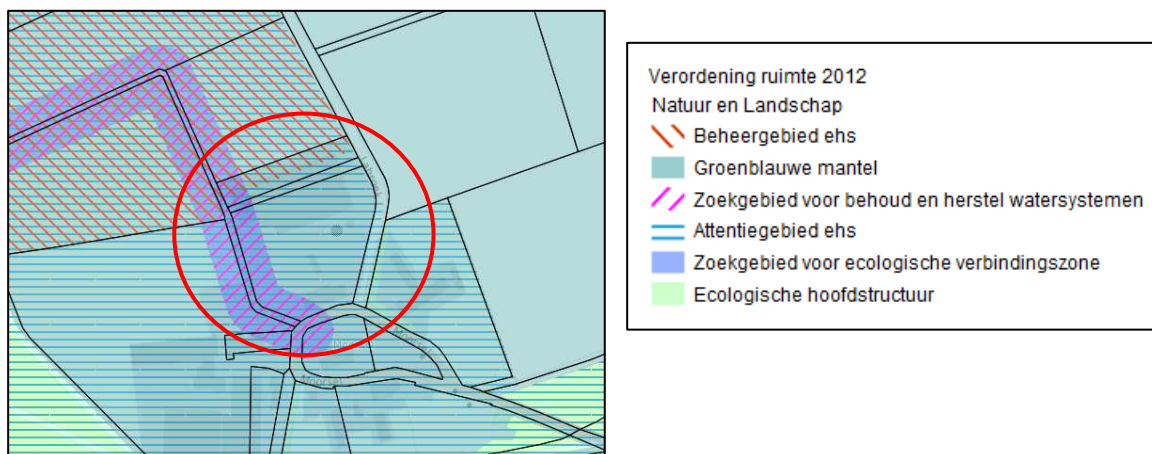 Verordening ruimte 2012
Natuur en Landschap
Beheergebied ehs
Groenblauwe mantel
Zoekgebied voor behoud en herstel watersystemen
Attentiegebied ehs
Zoekgebied voor ecologische verbindingszone
Ecologische hoofdstructuur